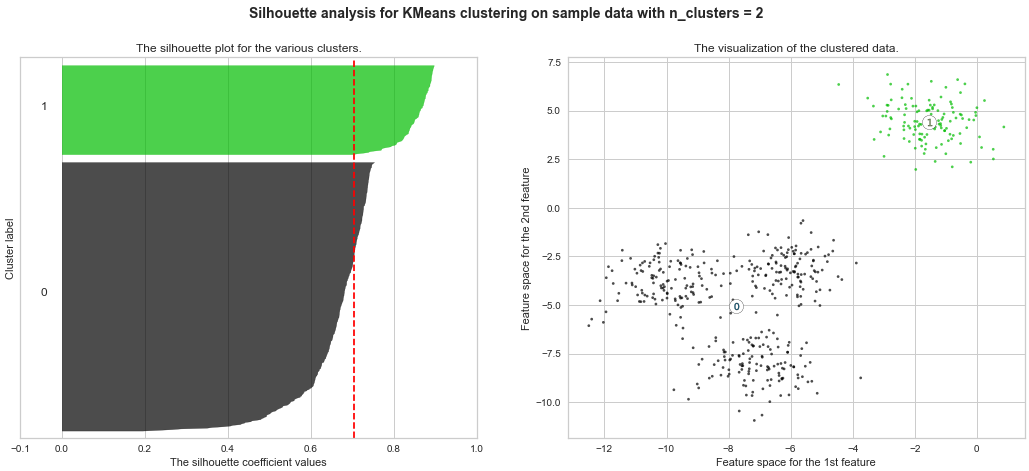 Silhouette analysis for KMeans clustering on sample data with n_clusters = 2
The silhouette plot for the various clusters.
1
0
Cluster label
−0.1 0.0 0.2 0.4 0.6 0.8 1.0
The silhouette coefficient values
The visualization of the clustered data.
7.5
5.0
2.5
0.0
−2.5
−5.0
−7.5
−10.0
Feature space for the 2nd feature
1
0
−12 −10 −8 −6 −4 −2 0
Feature space for the 1st feature